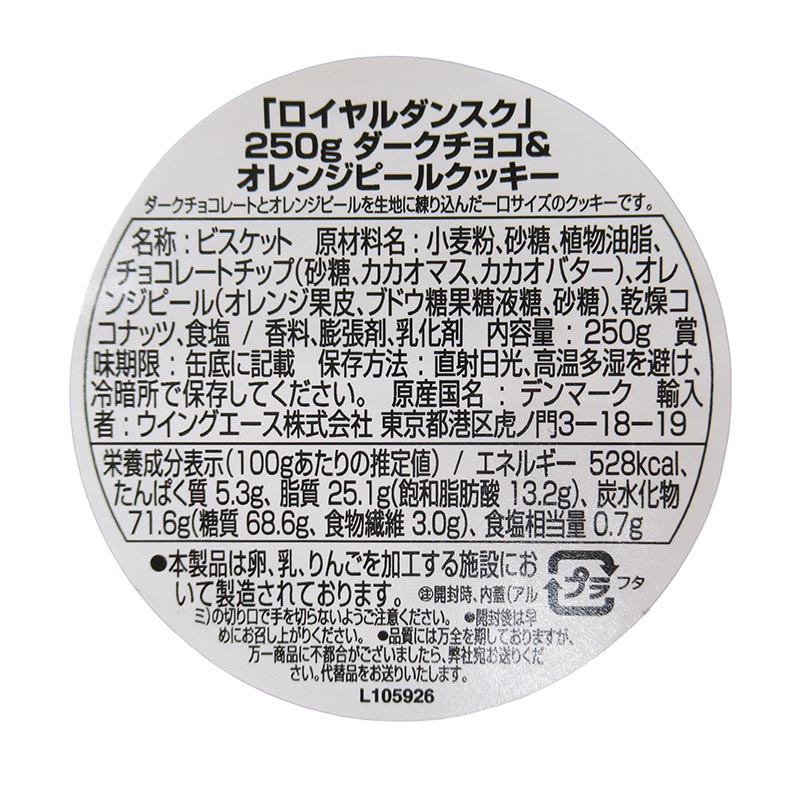 「ロイヤルダンスク」
250g ダークチョコ&
オレンジピールクッキー
ダークチョコレートとオレンジピールを生地に練り込んだ一口サイズのクッキーです。
名称：ビスケット 原材料名：小麦粉、砂糖、植物油脂、
チョコレートチップ(砂糖、カカオマス、カカオバター)、オレ
ンジピール(オレンジ果皮、ブドウ糖果糖液糖、砂糖)、乾燥コ
コナッツ、食塩 / 香料、膨張剤、乳化剤 内容量：250g 賞
味期限：缶底に記載 保存方法：直射日光、高温多湿を避け、
冷暗所で保存してください。 原産国名：デンマーク 輸入
者：ウイングエース株式会社 東京都港区虎ノ門3－18－19
栄養成分表示(100gあたりの推定値) / エネルギー 528kcal、
たんぱく質 5.3g、脂質 25.1g(飽和脂肪酸 13.2g)、炭水化物
71.6g(糖質 68.6g、食物繊維 3.0g)、食塩相当量 0.7g
●本製品は卵、乳、りんごを加工する施設にお
いて製造されております。 ㊟開封時、内蓋(アル
プラ フタ
ミ)の切り口で手を切らないようご注意ください。 ●開封後は早
めにお召し上がりください。 ●品質には万全を期しておりますが、
万一商品に不都合がございましたら、弊社宛お送りくだ
さい。代替品をお送りいたします。
L105926